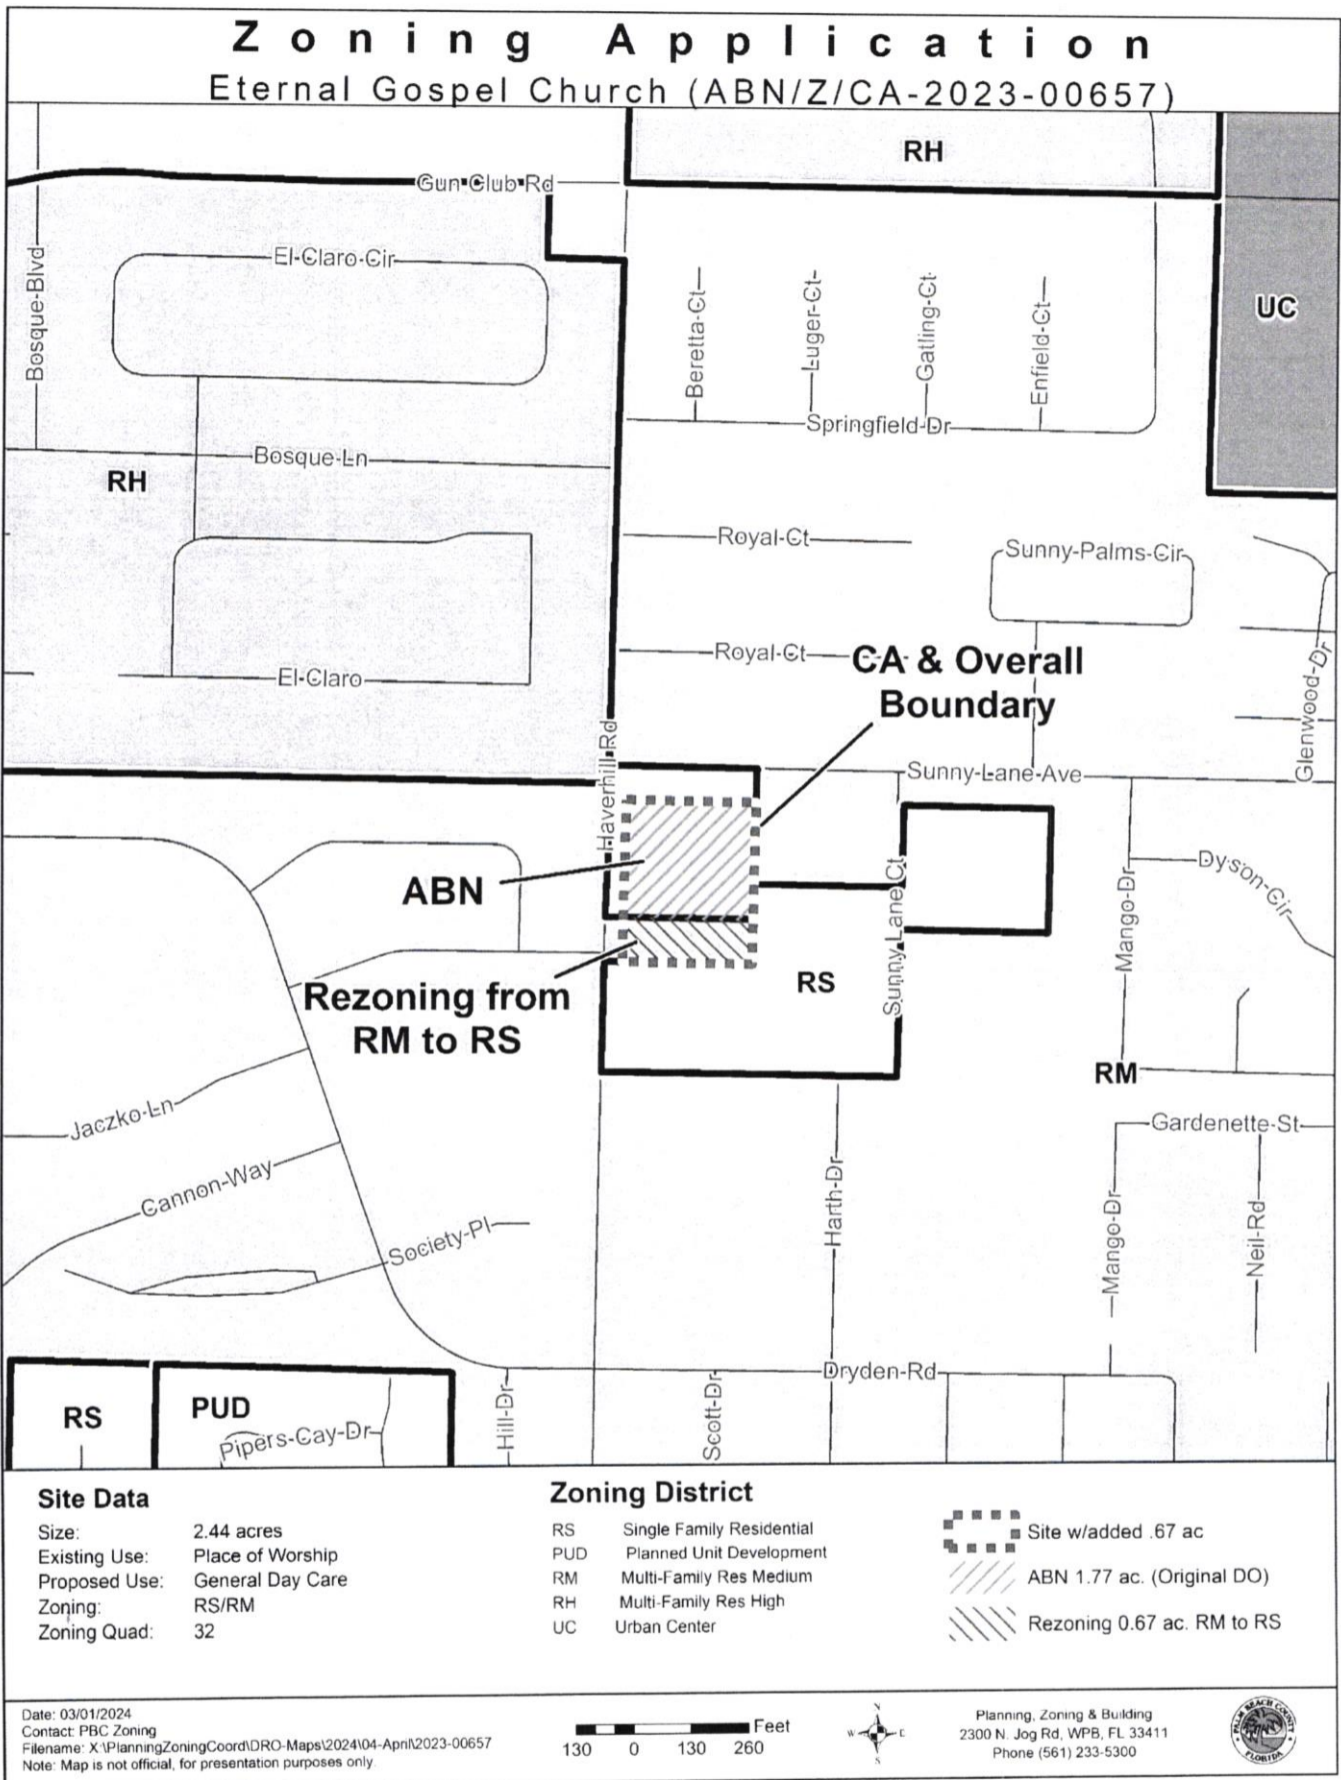 Zoning Application
Eternal Gospel Church (ABN/Z/CA-2023-00657)
RH
Gun Club Rd
Bosque-Blvd
El-Claro-Cir
UC
Beretta-Ct
Luger-Ct
Gatling-Ct
Enfield-Ct
Springfield-Dr
Bosque-Ln
RH
Royal-Ct
Sunny-Palms-Cir
Royal-Ct
CA & Overall
Boundary
El-Claro
Glenwood-Dr
Haverhill Rd
Sunny-Lane-Ave
ABN
Sunny Lane Ct
Mango-Dr
Dyson-Cir
Rezoning from
RM to RS
RS
RM
Jaczko-Ln
Gardenette-St
Cannon-Way
Harth-Dr
Mango-Dr
Neil-Rd
Society-Pl
Dryden-Rd
RS
PUD
Pipers-Cay-Dr
Hill-Dr
Scott-Dr
Site Data
Size: 2.44 acres
Existing Use: Place of Worship
Proposed Use: General Day Care
Zoning: RS/RM
Zoning Quad: 32
Zoning District
RS Single Family Residential
PUD Planned Unit Development
RM Multi-Family Res Medium
RH Multi-Family Res High
UC Urban Center
Site w/added .67 ac
ABN 1.77 ac. (Original DO)
Rezoning 0.67 ac. RM to RS
Date: 03/01/2024
Contact: PBC Zoning
Filename: X:\PlanningZoningCoord\DRO-Maps\2024\04-April\2023-00657
Note: Map is not official, for presentation purposes only.
Feet
130 0 130 260
N
W E
S
Planning, Zoning & Building
2300 N. Jog Rd, WPB, FL 33411
Phone (561) 233-5300
PALM BEACH COUNTY
FLORIDA